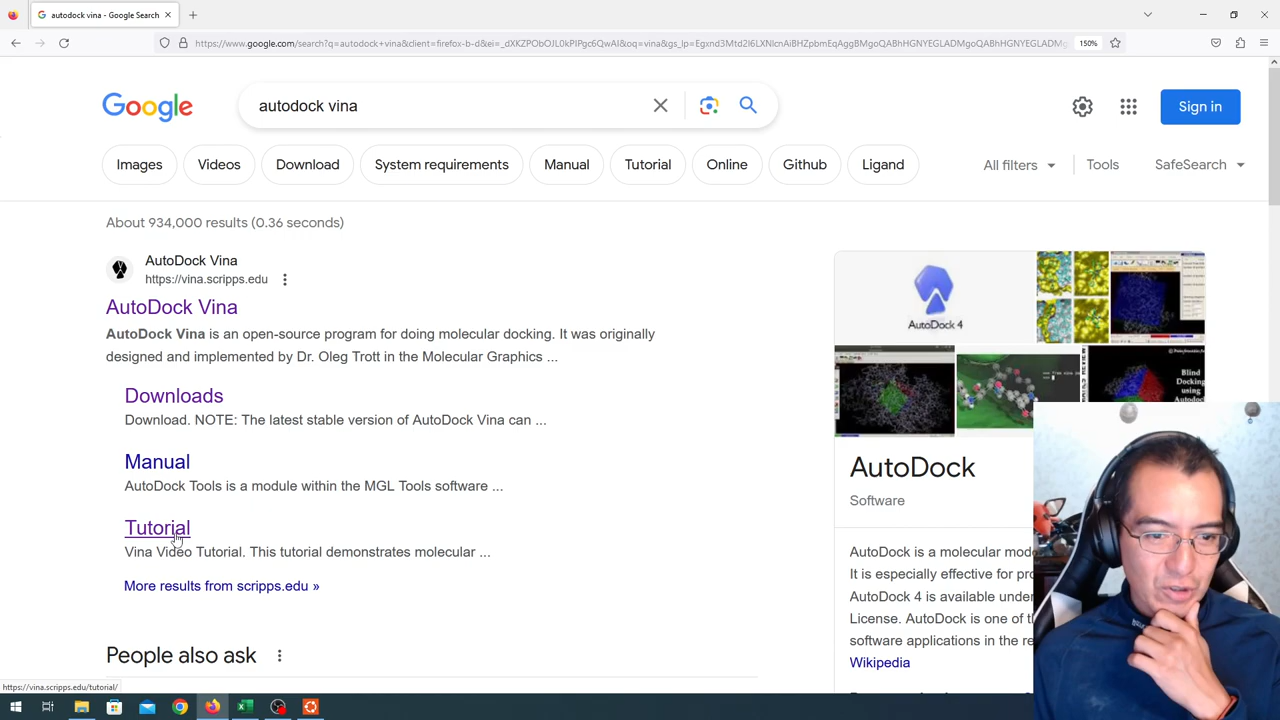 autodock vina - Google Search
https://www.google.com/search?q=autodock+vina&client=firefox-b-d&ei=_dXKZPObOJL0kPIPgc6QwAI&oq=vina&gs_lp=Egxnd3Mtd2l6LXNlcnAiBHZpbmEqAggBMgoQABhHGNYEGLADMgoQABhHGNYEGLADMg
150%
Google
autodock vina
Sign in
Images
Videos
Download
System requirements
Manual
Tutorial
Online
Github
Ligand
All filters
Tools
SafeSearch
About 934,000 results (0.36 seconds)
AutoDock Vina
https://vina.scripps.edu
AutoDock Vina
AutoDock Vina is an open-source program for doing molecular docking. It was originally
designed and implemented by Dr. Oleg Trott in the Molecular Graphics ...
Downloads
Download. NOTE: The latest stable version of AutoDock Vina can ...
Manual
AutoDock Tools is a module within the MGL Tools software ...
Tutorial
Vina Video Tutorial. This tutorial demonstrates molecular ...
More results from scripps.edu »
People also ask
AutoDock 4
Blind
Docking
using
AutoDock
Software
AutoDock is a molecular mode
It is especially effective for pro
AutoDock 4 is available under
License. AutoDock is one of t
software applications in the re
Wikipedia
https://vina.scripps.edu/tutorial/